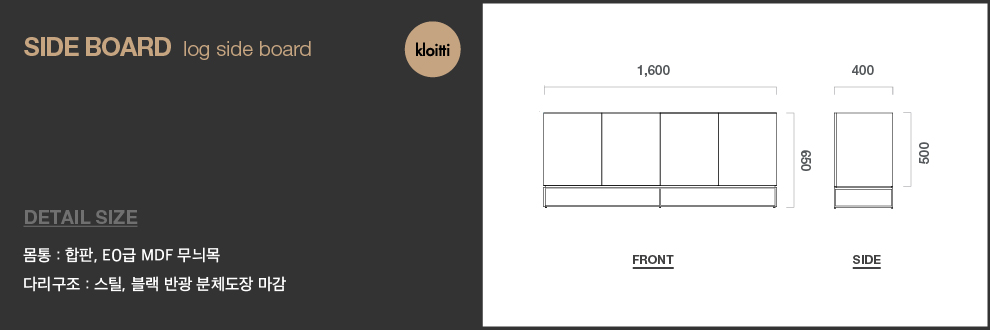 SIDE BOARD log side board
kloitti
DETAIL SIZE
몸통 : 합판, E0급 MDF 무늬목
다리구조 : 스틸, 블랙 반광 분체도장 마감
1,600
400
650
500
FRONT
SIDE